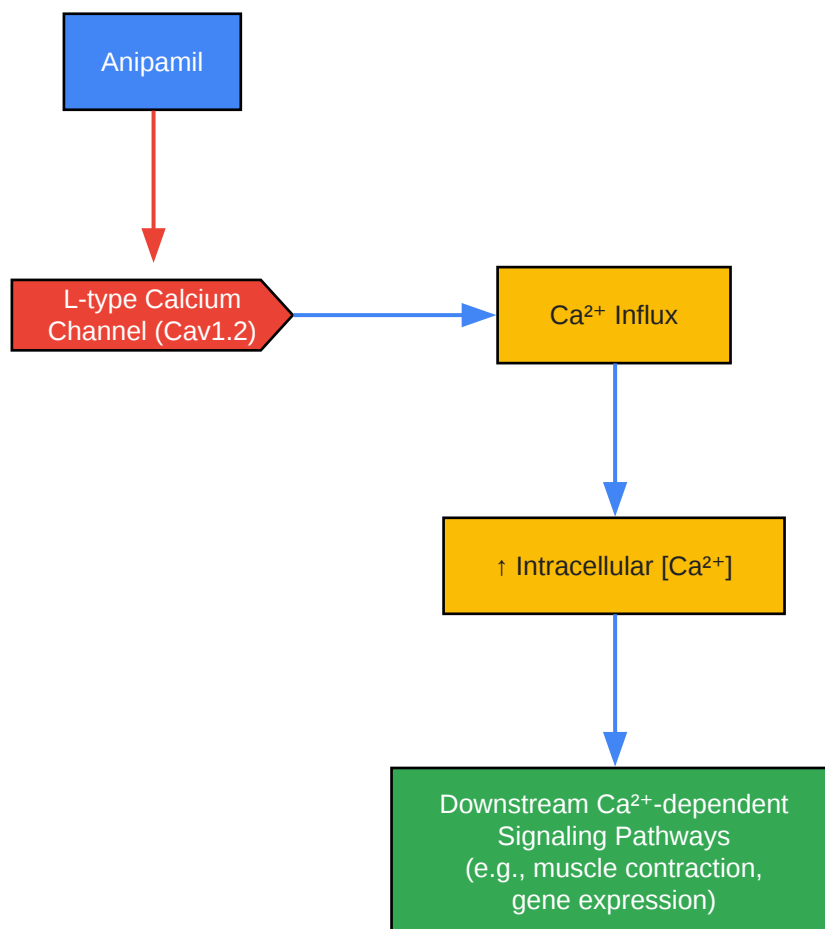 Anipamil
L-type Calcium
Channel (Cav1.2)
Ca²⁺ Influx
↑ Intracellular [Ca²⁺]
Downstream Ca²⁺-dependent
Signaling Pathways
(e.g., muscle contraction,
gene expression)